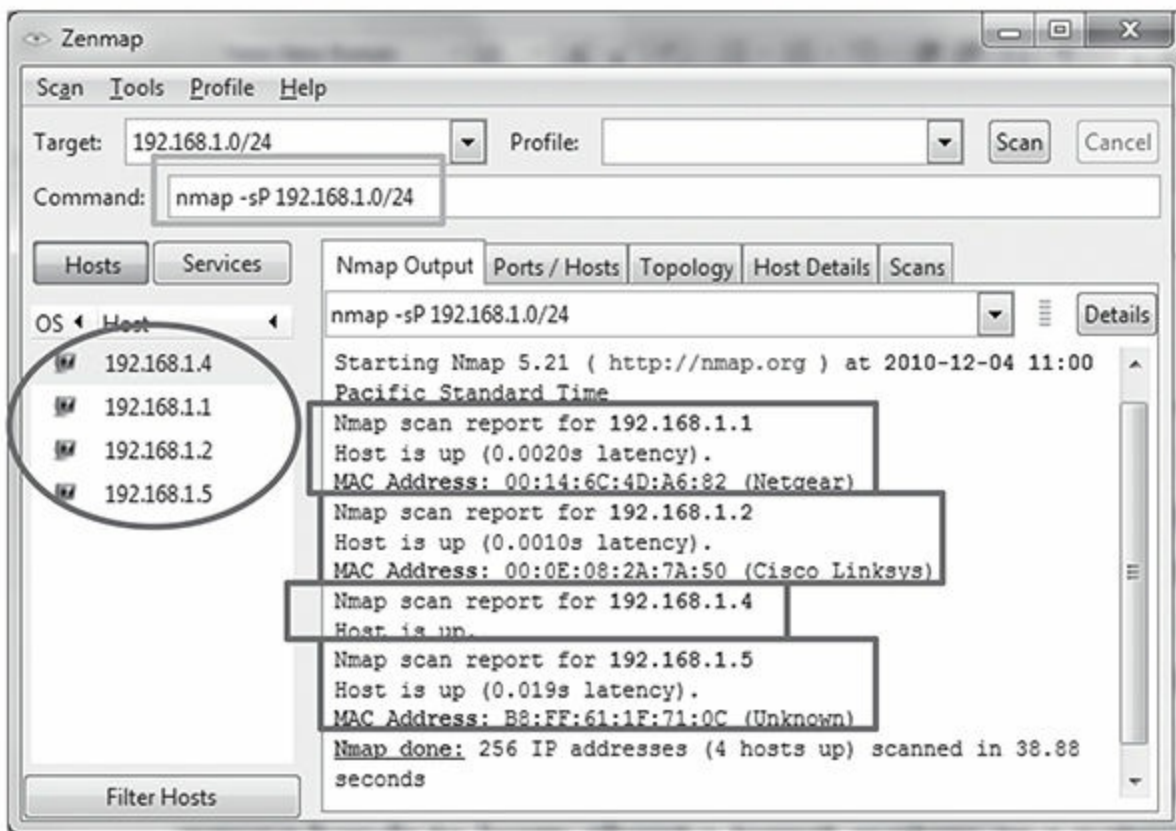 Zenmap
Scan Tools Profile Help
Target: 192.168.1.0/24 Profile: Scan Cancel
Command: nmap -sP 192.168.1.0/24
Hosts Services
Nmap Output Ports / Hosts Topology Host Details Scans
OS Host
nmap -sP 192.168.1.0/24 Details
192.168.1.4
192.168.1.1
192.168.1.2
192.168.1.5
Starting Nmap 5.21 ( http://nmap.org ) at 2010-12-04 11:00
Pacific Standard Time
Nmap scan report for 192.168.1.1
Host is up (0.0020s latency).
MAC Address: 00:14:6C:4D:A6:82 (Netgear)
Nmap scan report for 192.168.1.2
Host is up (0.0010s latency).
MAC Address: 00:0E:08:2A:7A:50 (Cisco Linksys)
Nmap scan report for 192.168.1.4
Host is up.
Nmap scan report for 192.168.1.5
Host is up (0.019s latency).
MAC Address: B8:FF:61:1F:71:0C (Unknown)
Nmap done: 256 IP addresses (4 hosts up) scanned in 38.88
seconds
Filter Hosts